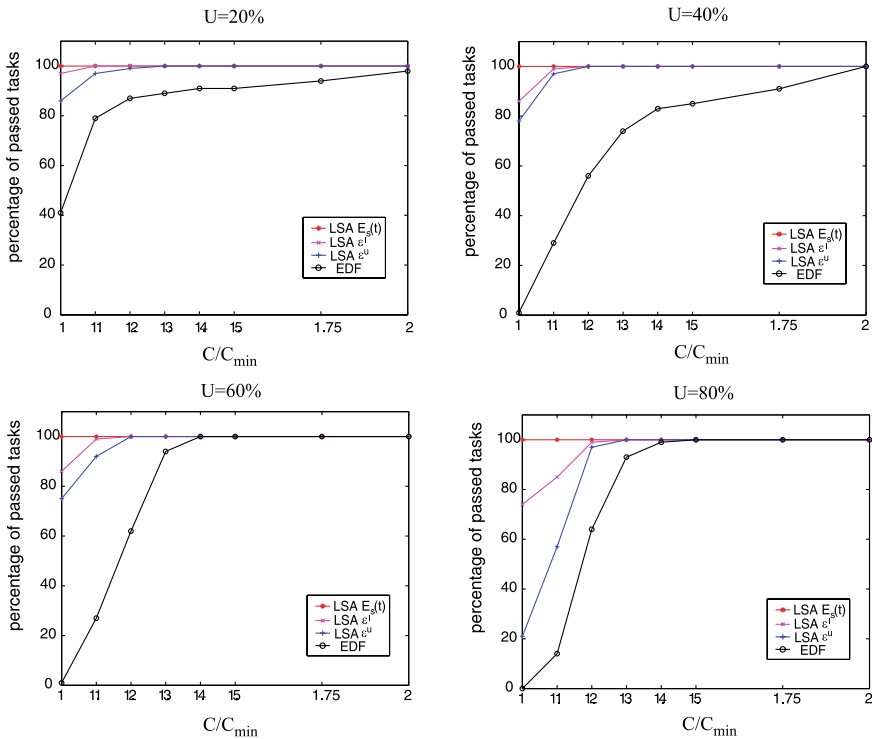 U=20%
percentage of passed tasks
100
80
60
40
20
0
LSA E_s(t)
LSA ε^l
LSA ε^u
EDF
1 11 12 13 14 15 1.75 2
C/C_min
U=40%
percentage of passed tasks
100
80
60
40
20
0
LSA E_s(t)
LSA ε^l
LSA ε^u
EDF
1 11 12 13 14 15 1.75 2
C/C_min
U=60%
percentage of passed tasks
100
80
60
40
20
0
LSA E_s(t)
LSA ε^l
LSA ε^u
EDF
1 11 12 13 14 15 1.75 2
C/C_min
U=80%
percentage of passed tasks
100
80
60
40
20
0
LSA E_s(t)
LSA ε^l
LSA ε^u
EDF
1 11 12 13 14 15 1.75 2
C/C_min